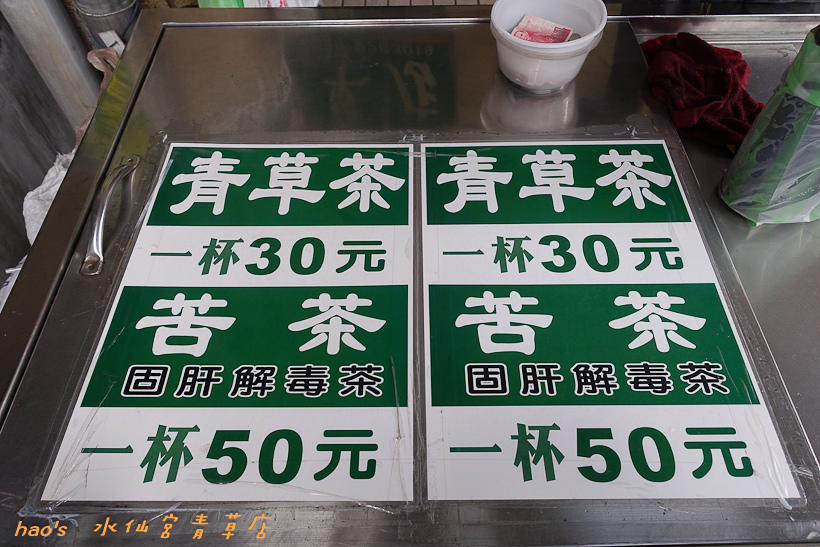 青草茶
一杯30元
苦茶
固肝解毒茶
一杯50元
青草茶
一杯30元
苦茶
固肝解毒茶
一杯50元
hao's 水仙宮青草店